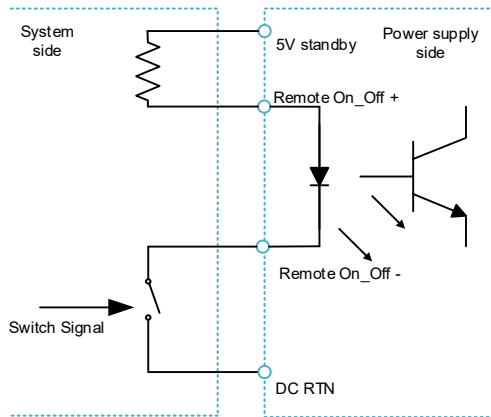 System
side
5V standby
Power supply
side
Remote On_Off +
Remote On_Off -
Switch Signal
DC RTN